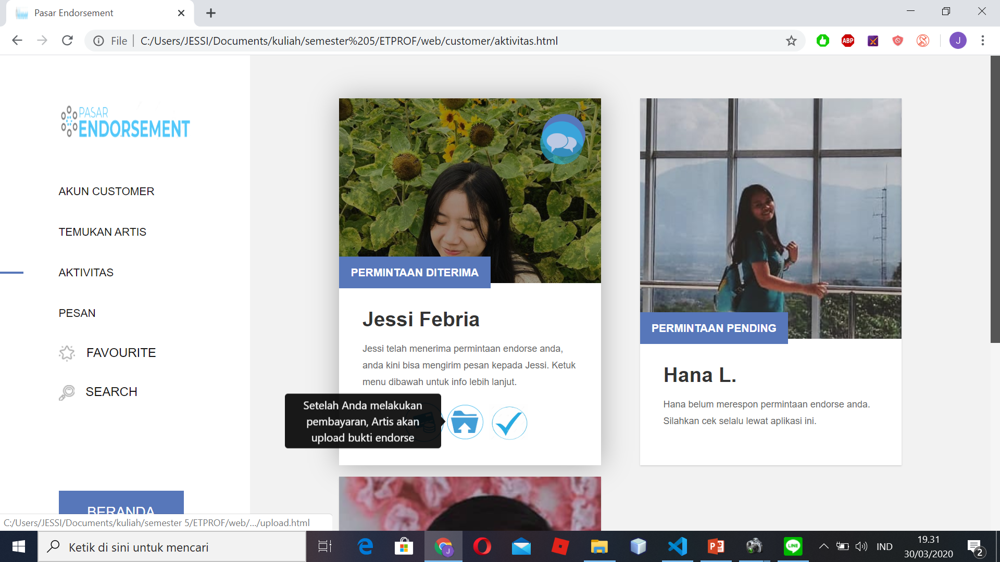 Pasar Endorsement
File
C:/Users/JESSI/Documents/kuliah/semester%205/ETPROF/web/customer/aktivitas.html
ABP
J
PASAR
ENDORSEMENT
AKUN CUSTOMER
TEMUKAN ARTIS
AKTIVITAS
PESAN
FAVOURITE
SEARCH
BERANDA
PERMINTAAN DITERIMA
Jessi Febria
Jessi telah menerima permintaan endorse anda,
anda kini bisa mengirim pesan kepada Jessi. Ketuk
menu dibawah untuk info lebih lanjut.
Setelah Anda melakukan
pembayaran, Artis akan
upload bukti endorse
PERMINTAAN PENDING
Hana L.
Hana belum merespon permintaan endorse anda.
Silahkan cek selalu lewat aplikasi ini.
C:/Users/JESSI/Documents/kuliah/semester 5/ETPROF/web/.../upload.html
Ketik di sini untuk mencari
J
P
LINE
IND
19.31
30/03/2020
2